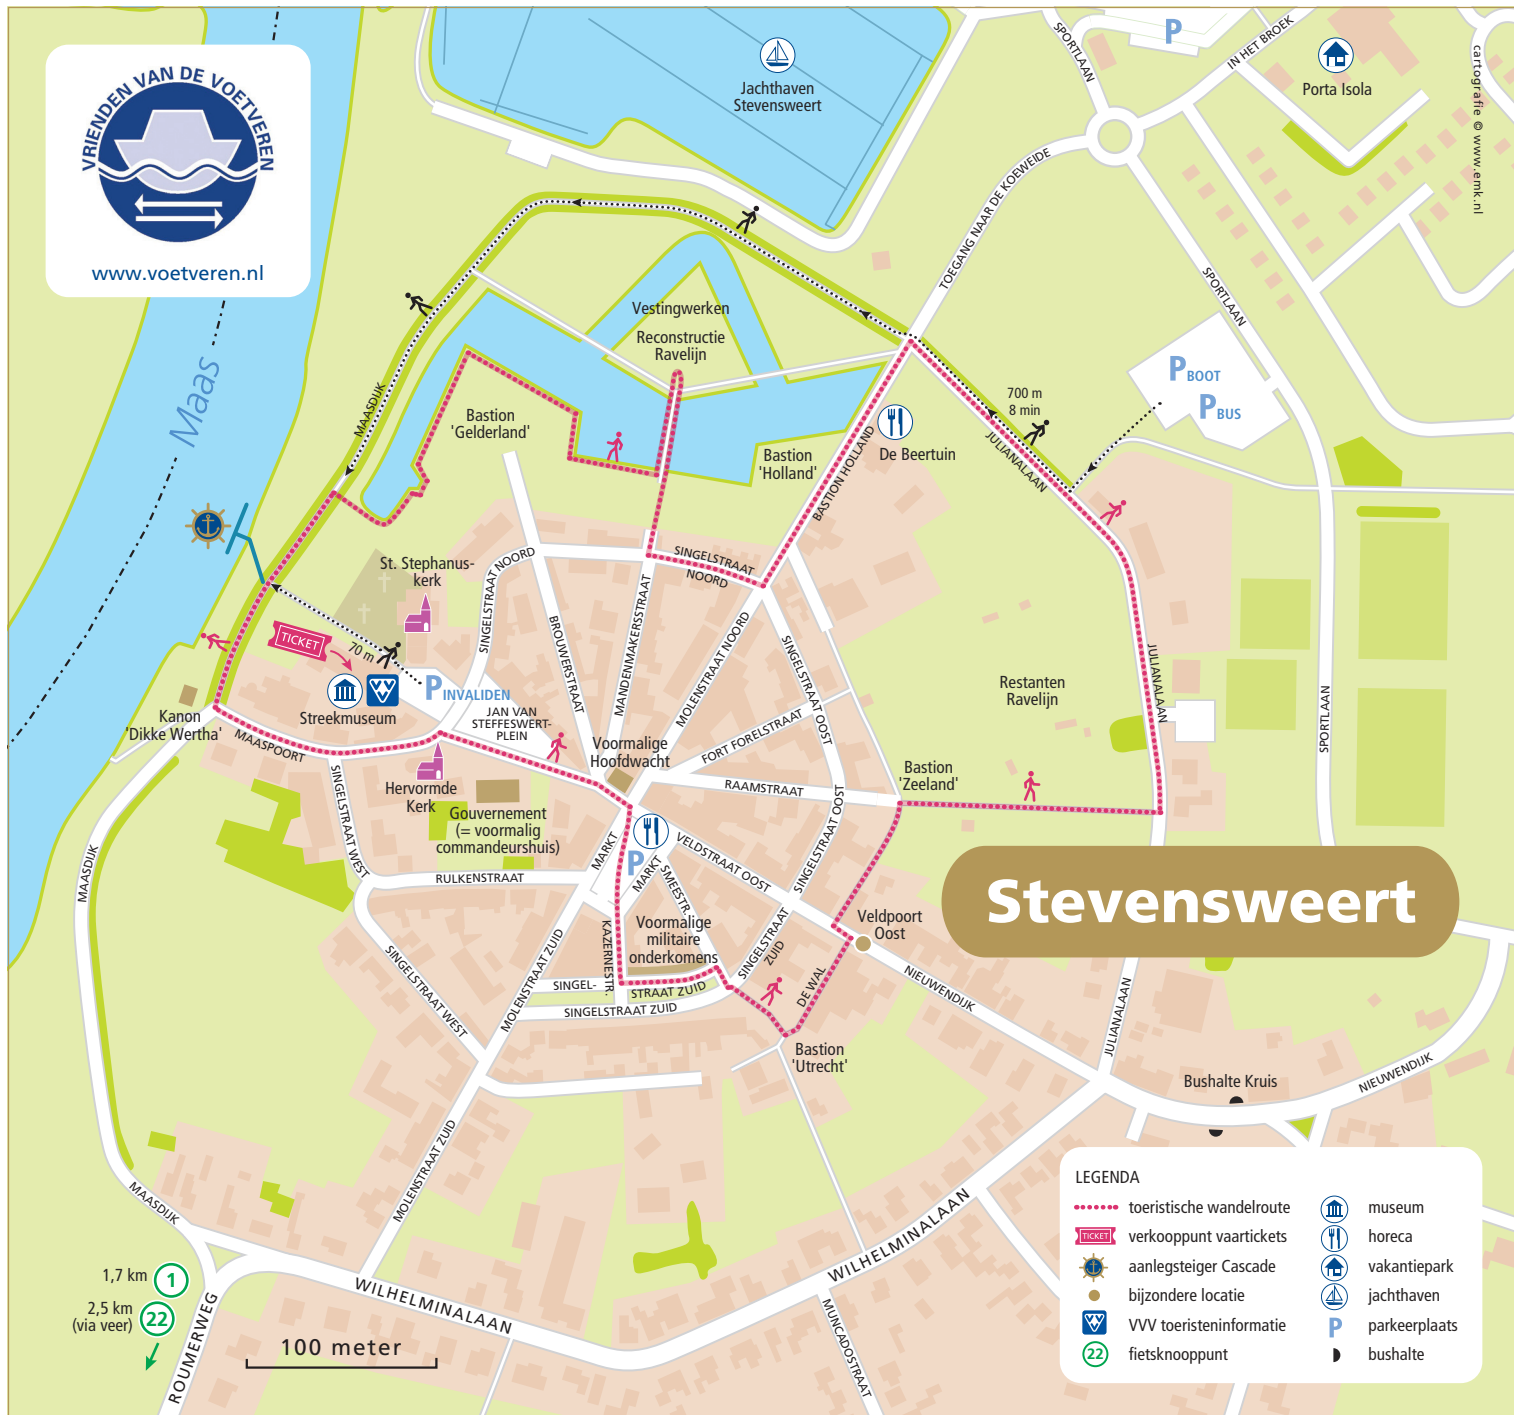 VRIENDEN VAN DE VOETVEREN
www.voetveren.nl
Maas
Jachthaven
Stevensweert
P
SPORTLAAN
IN HET BROEK
Porta Isola
cartografie © www.emk.nl
TOEGANG NAAR DE KOEWEIDE
SPORTLAAN
Vestingwerken
Reconstructie
Ravelijn
P BOOT
P BUS
700 m
8 min
MAASDIJK
Bastion
'Gelderland'
Bastion
'Holland'
BASTION HOLLAND
De Beertuin
JULIANALAAN
St. Stephanus-
kerk
SINGELSTRAAT NOORD
SINGELSTRAAT
NOORD
BROUWERSTRAAT
MANDENMAKERSSTRAAT
MOLENSTRAAT NOORD
SINGELSTRAAT OOST
TICKET
70 m
P INVALIDEN
Streekmuseum
JAN VAN
STEFFESWERT-
PLEIN
Kanon
'Dikke Wertha'
MAASPOORT
Voormalige
Hoofdwacht
FORT FORELSTRAAT
RAAMSTRAAT
Restanten
Ravelijn
JULIANALAAN
SPORTLAAN
Bastion
'Zeeland'
SINGELSTRAAT WEST
Hervormde
Kerk
Gouvernement
(= voormalig
commandeurshuis)
MARKT
P
MARKT
SMEESTR.
VELDSTRAAT OOST
SINGELSTRAAT OOST
MAASDIJK
RULKENSTRAAT
Stevensweert
Veldpoort
Oost
Voormalige
militaire
onderkomens
KAZERNESTR.
SINGELSTRAAT
ZUID
DE WAL
SINGELSTRAAT WEST
MOLENSTRAAT ZUID
SINGEL-
STRAAT ZUID
SINGELSTRAAT ZUID
NIEUWENDIJK
JULIANALAAN
Bastion
'Utrecht'
Bushalte Kruis
NIEUWENDIJK
MOLENSTRAAT ZUID
MAASDIJK
WILHELMINALAAN
WILHELMINALAAN
MUNCADOSTRAAT
ROUMERWEG
1,7 km
1
2,5 km
(via veer)
22
100 meter
LEGENDA
toeristische wandelroute
TICKET
verkooppunt vaartickets
aanlegsteiger Cascade
bijzondere locatie
VVV toeristeninformatie
22
fietsknooppunt
museum
horeca
vakantiepark
jachthaven
P
parkeerplaats
bushalte